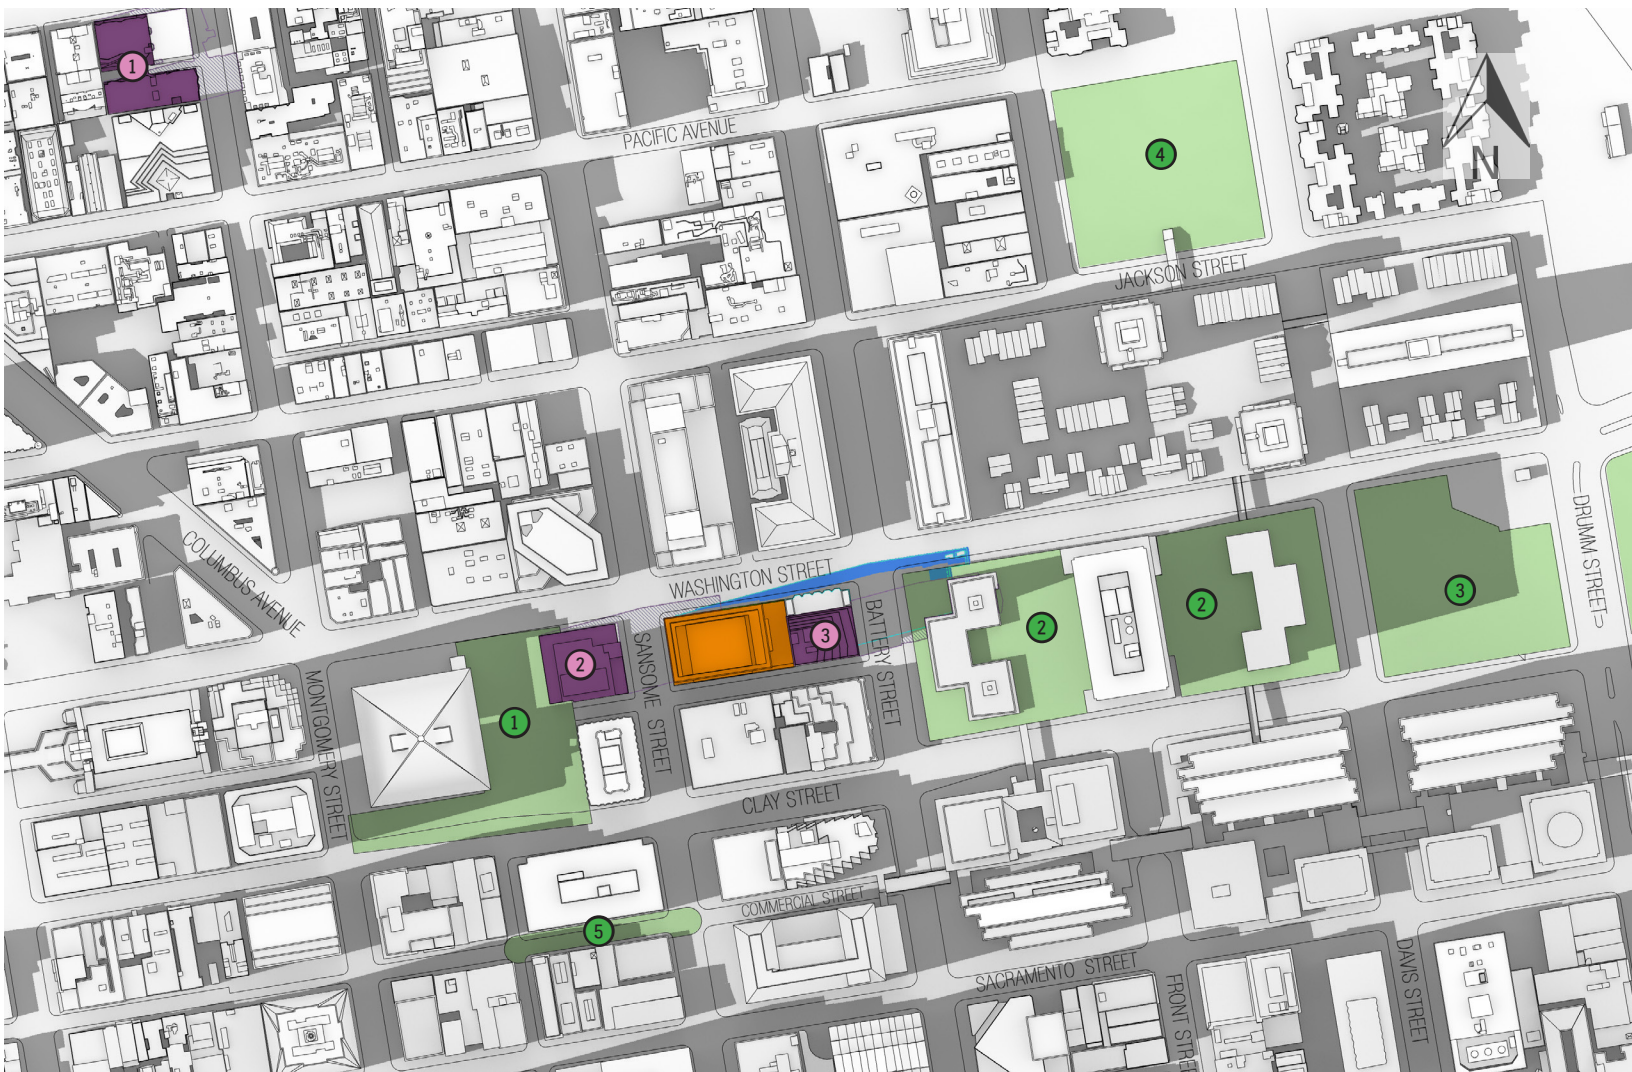 1
PACIFIC AVENUE
4
N
JACKSON STREET
COLUMBUS AVENUE
WASHINGTON STREET
DRUMM STREET
2
3
2
3
BATTERY STREET
2
SANSOME STREET
MONTGOMERY STREET
1
CLAY STREET
COMMERCIAL STREET
5
SACRAMENTO STREET
FRONT STRE
DAVIS STREET